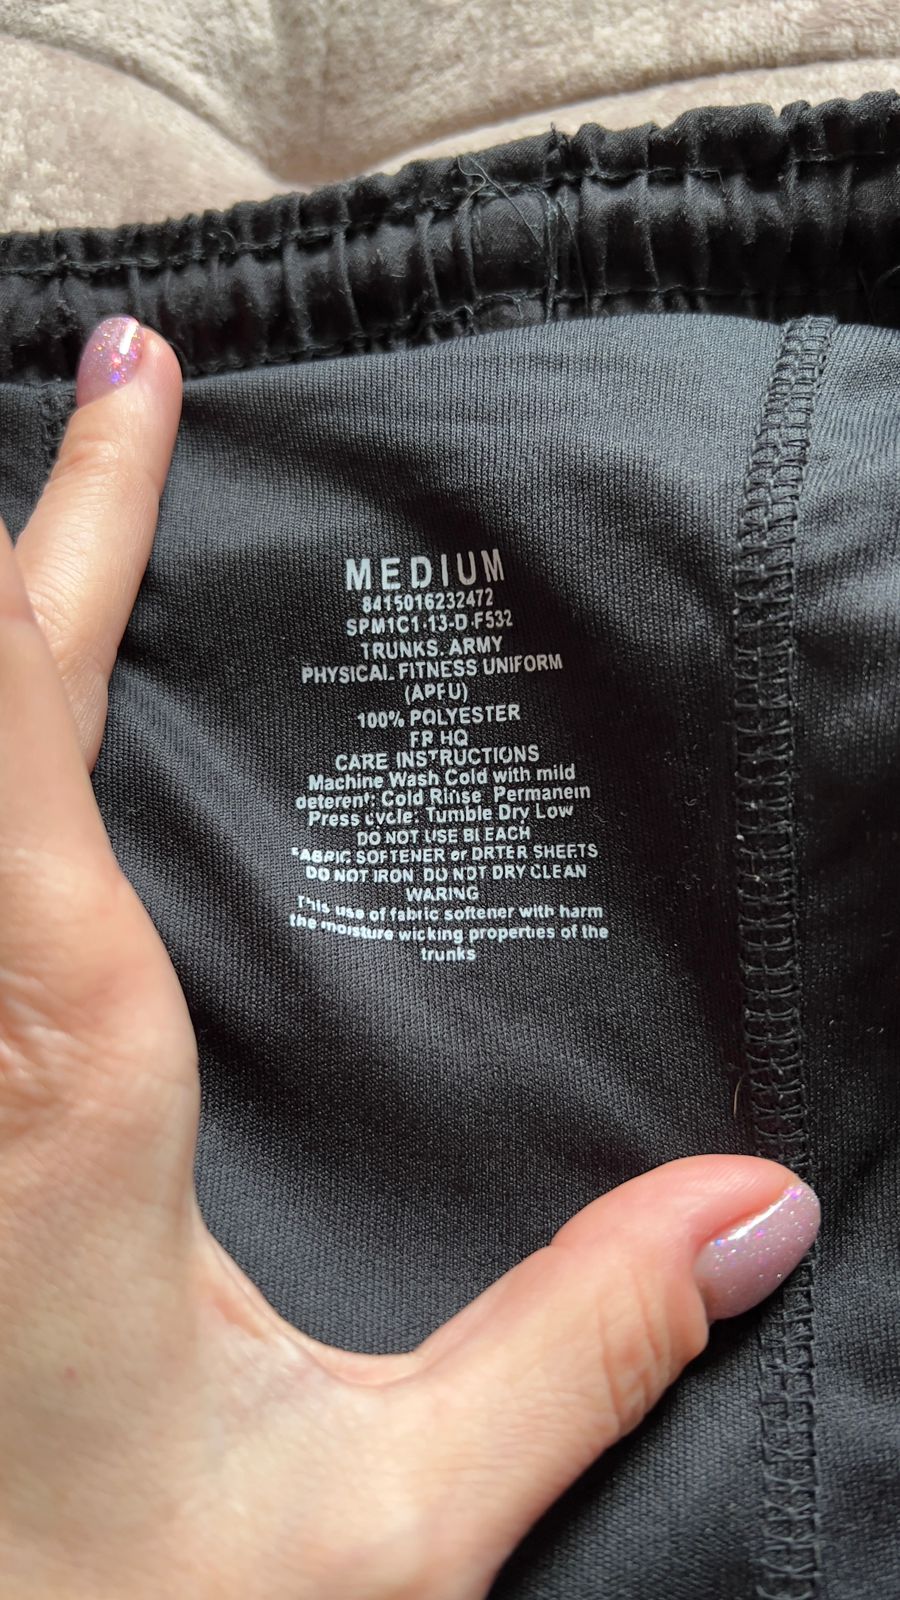 MEDIUM
8415016232472
SPM1C1-13-D-F532
TRUNKS, ARMY
PHYSICAL FITNESS UNIFORM
(APFU)
100% POLYESTER
FR HQ
CARE INSTRUCTIONS
Machine Wash Cold with mild
deterent: Cold Rinse. Permanein
Press cycle: Tumble Dry Low
DO NOT USE BLEACH
FABRIC SOFTENER or DRTER SHEETS
DO NOT IRON DO NOT DRY CLEAN
WARING
This use of fabric softener with harm
the moisture wicking properties of the
trunks